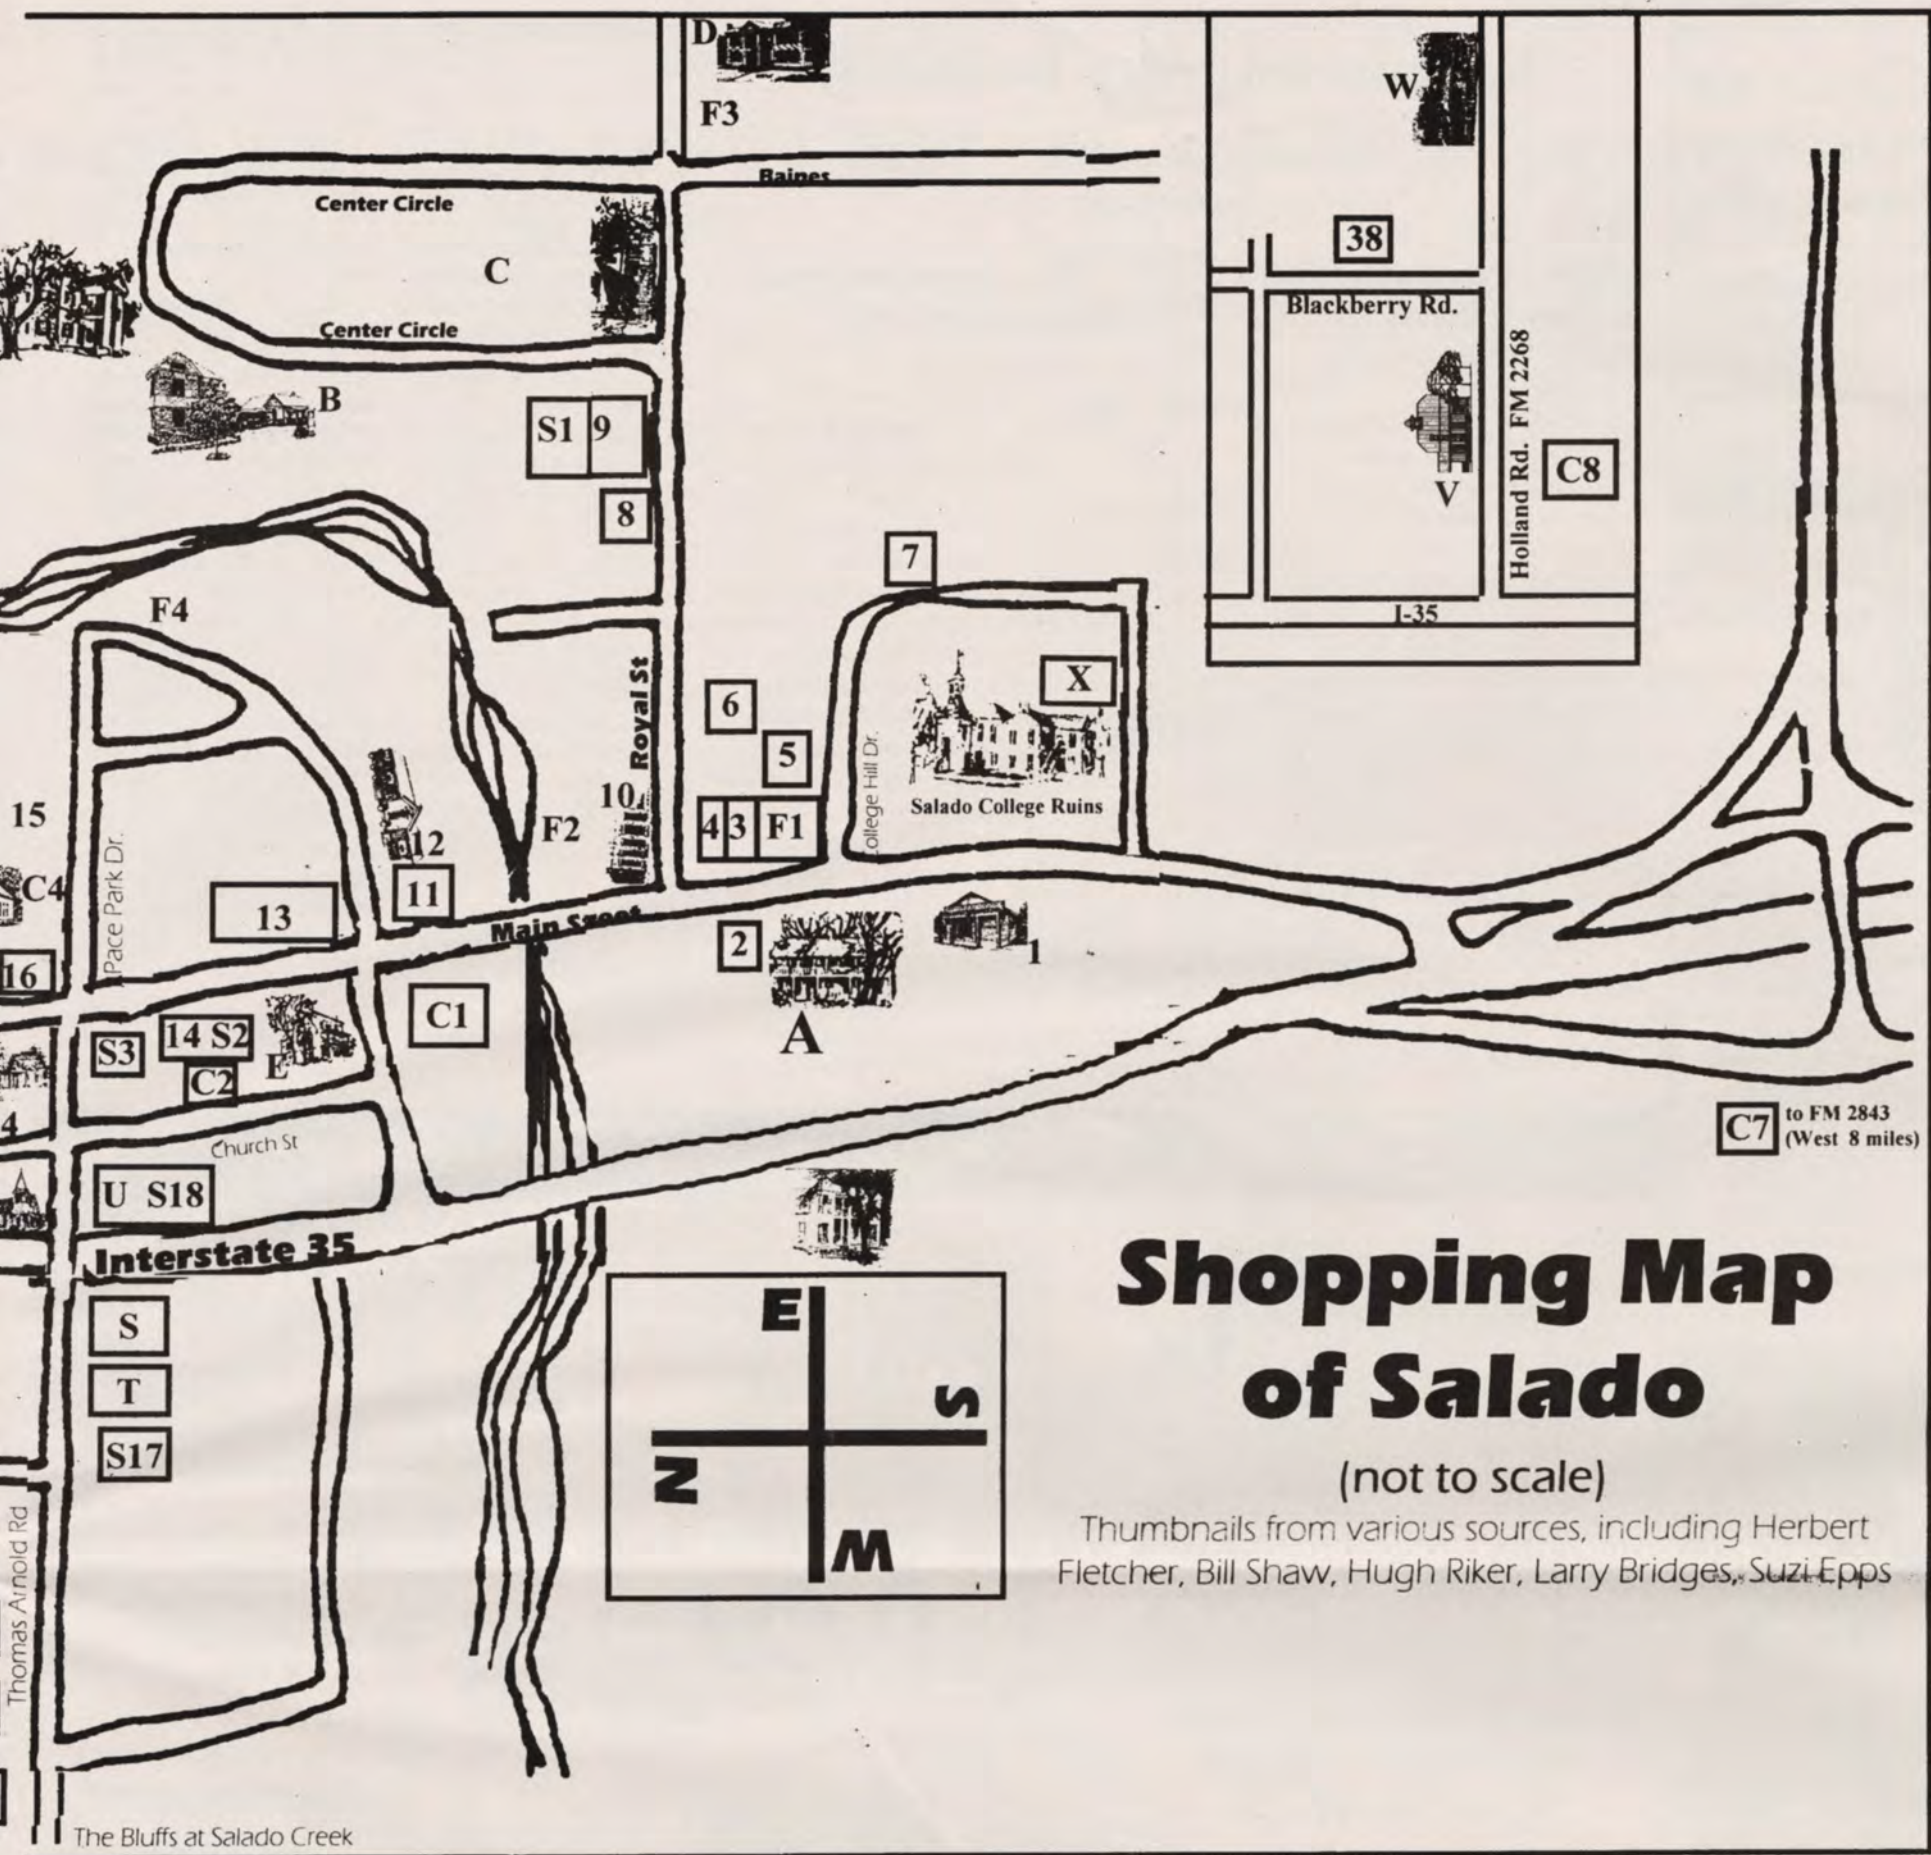 D
F3
W
Baines
Center Circle
38
C
Blackberry Rd.
Center Circle
Holland Rd. FM 2268
B
S1 9
C8
V
8
7
F4
I-35
Royal St
X
6
5
College Hill Dr.
10
Salado College Ruins
15
12
F2
4 3 F1
C4
Pace Park Dr.
11
13
Main Street
2
1
16
C1
A
S3
14 S2
E
C2
4
Church St
C7
to FM 2843
(West 8 miles)
U S18
Interstate 35
S
T
S17
E
S
N
W
Shopping Map
of Salado
(not to scale)
Thumbnails from various sources, including Herbert
Fletcher, Bill Shaw, Hugh Riker, Larry Bridges, Suzi Epps
Thomas Arnold Rd
The Bluffs at Salado Creek